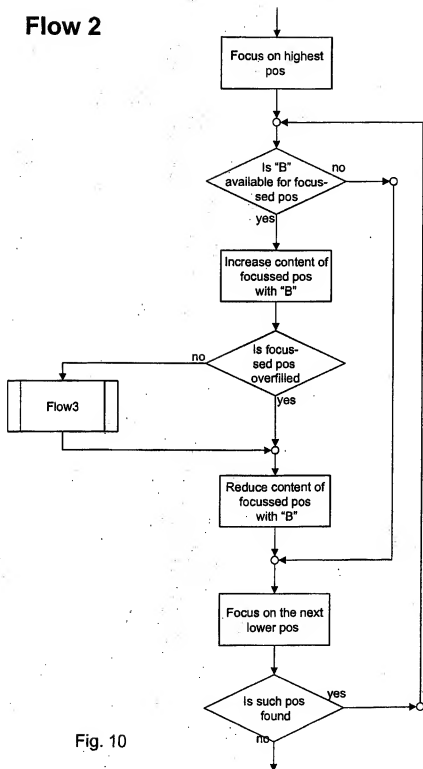 Flow 2
Focus on highest
pos
Is "B"
available for focus-
sed pos
no
yes
Increase content of
focussed pos
with "B"
Is focus-
sed pos
overfilled
no
yes
Flow3
Reduce content of
focussed pos
with "B"
Focus on the next
lower pos
Is such pos
found
yes
no
Fig. 10